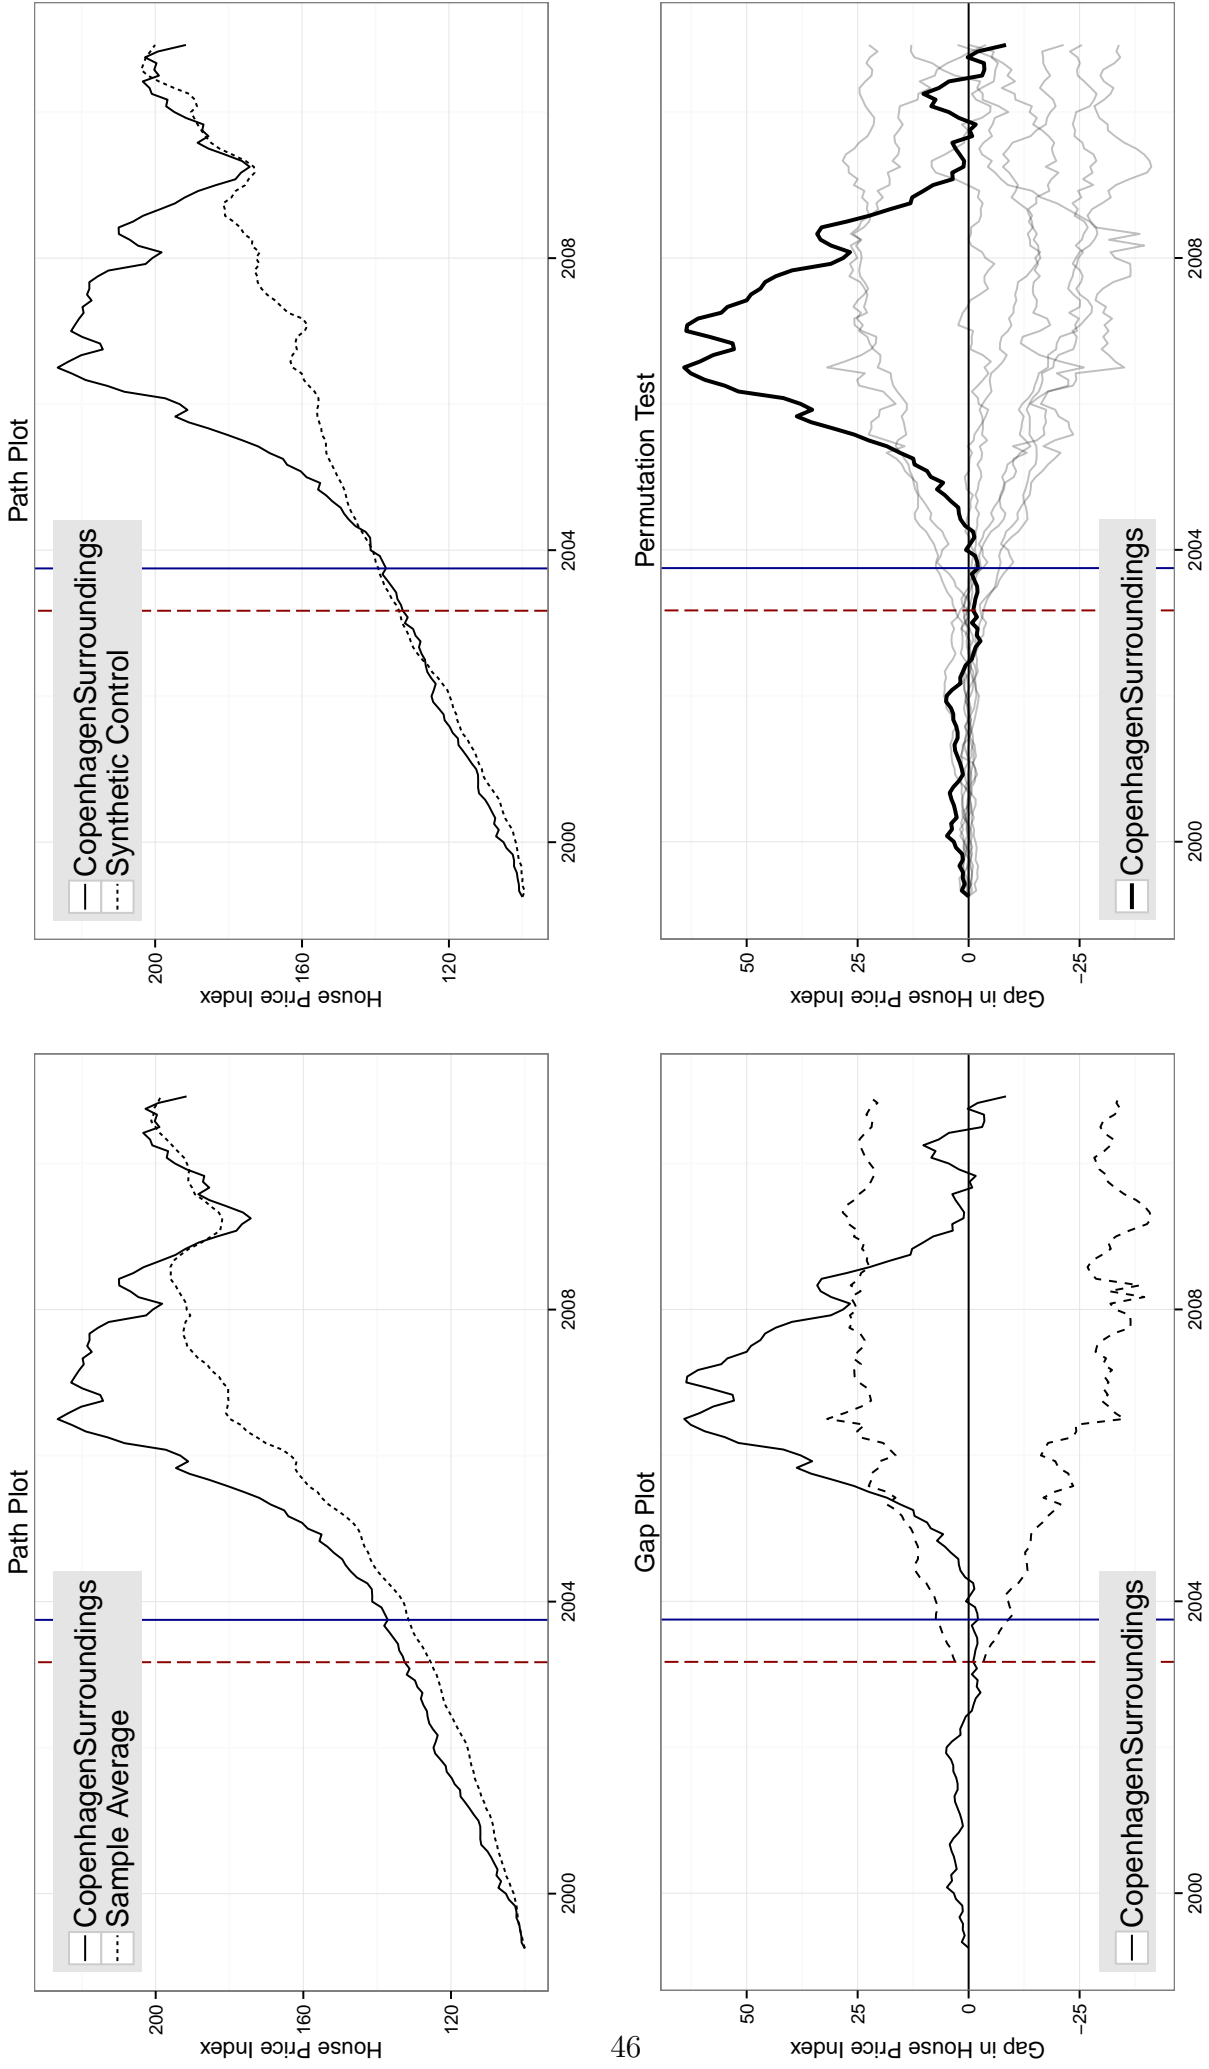 Path Plot
CopenhagenSurroundings
Sample Average
House Price Index
200
160
120
2000
2004
2008
Path Plot
CopenhagenSurroundings
Synthetic Control
House Price Index
200
160
120
2000
2004
2008
Gap Plot
CopenhagenSurroundings
Gap in House Price Index
50
25
0
−25
2000
2004
2008
Permutation Test
CopenhagenSurroundings
Gap in House Price Index
50
25
0
−25
2000
2004
2008
46